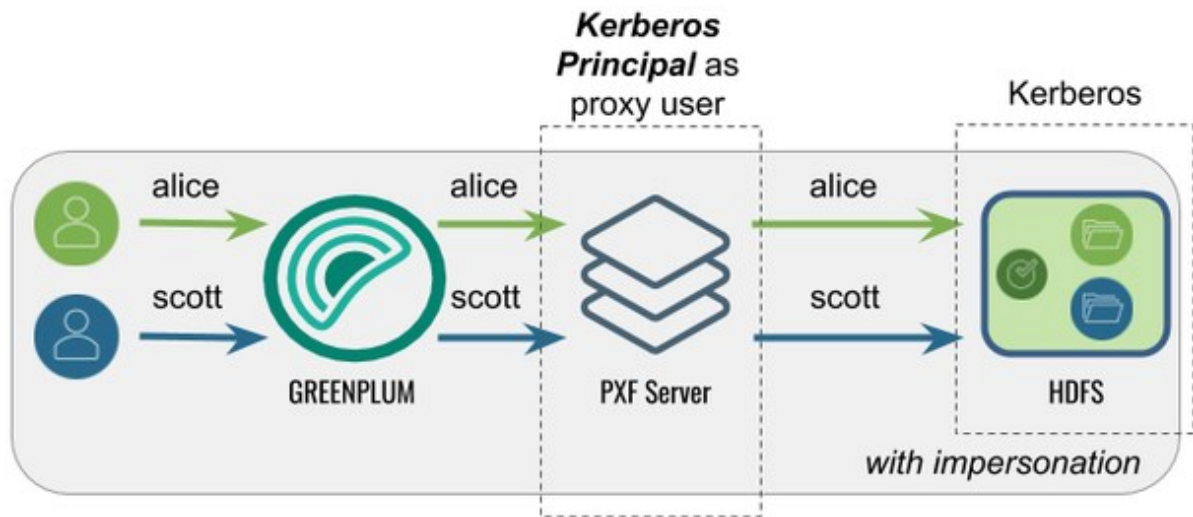 Kerberos
Principal as
proxy user
Kerberos
alice
alice
alice
scott
scott
scott
GREENPLUM
PXF Server
HDFS
with impersonation